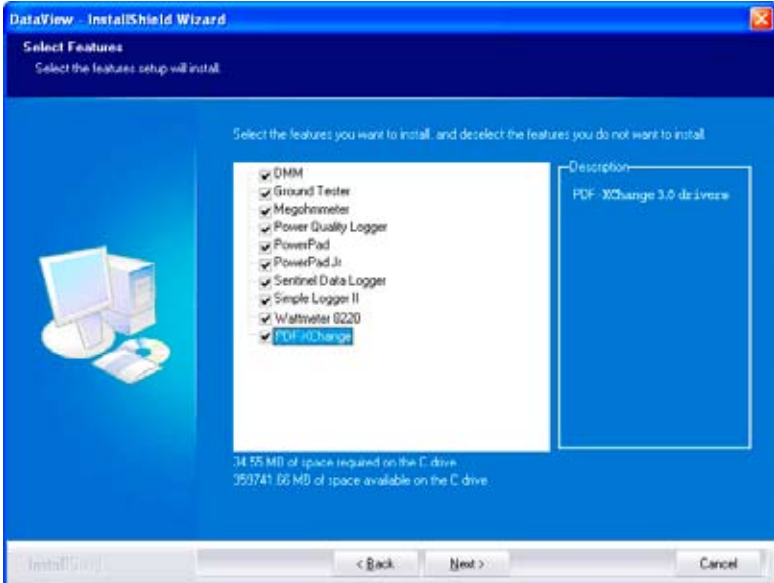 DataView - InstallShield Wizard
Select Features
Select the features setup will install.
Select the features you want to install, and deselect the features you do not want to install.
DMM
Ground Tester
Megohmmeter
Power Quality Logger
PowerPad
PowerPad Jr
Sentinel Data Logger
Simple Logger II
Wattmeter 8220
PDF-XChange
Description
PDF-XChange 3.0 drivers
34.55 MB of space required on the C drive
359741.66 MB of space available on the C drive
InstallShield
< Back
Next >
Cancel